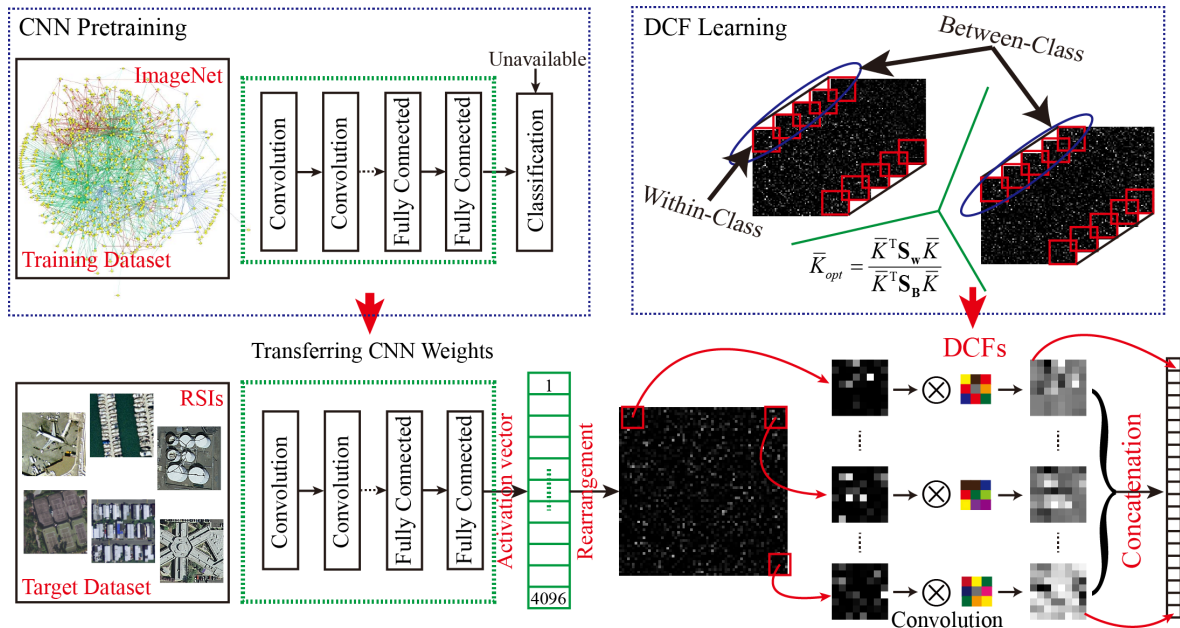 CNN Pretraining
ImageNet
Training Dataset
Convolution
Convolution
Fully Connected
Fully Connected
Unavailable
Classification
DCF Learning
Between-Class
Within-Class
K̅opt = K̅ᵀS_wK̅ / K̅ᵀS_BK̅
Transferring CNN Weights
RSIs
Target Dataset
Convolution
Convolution
Fully Connected
Fully Connected
Activation vector
1
4096
Rearrangement
DCFs
Convolution
Concatenation